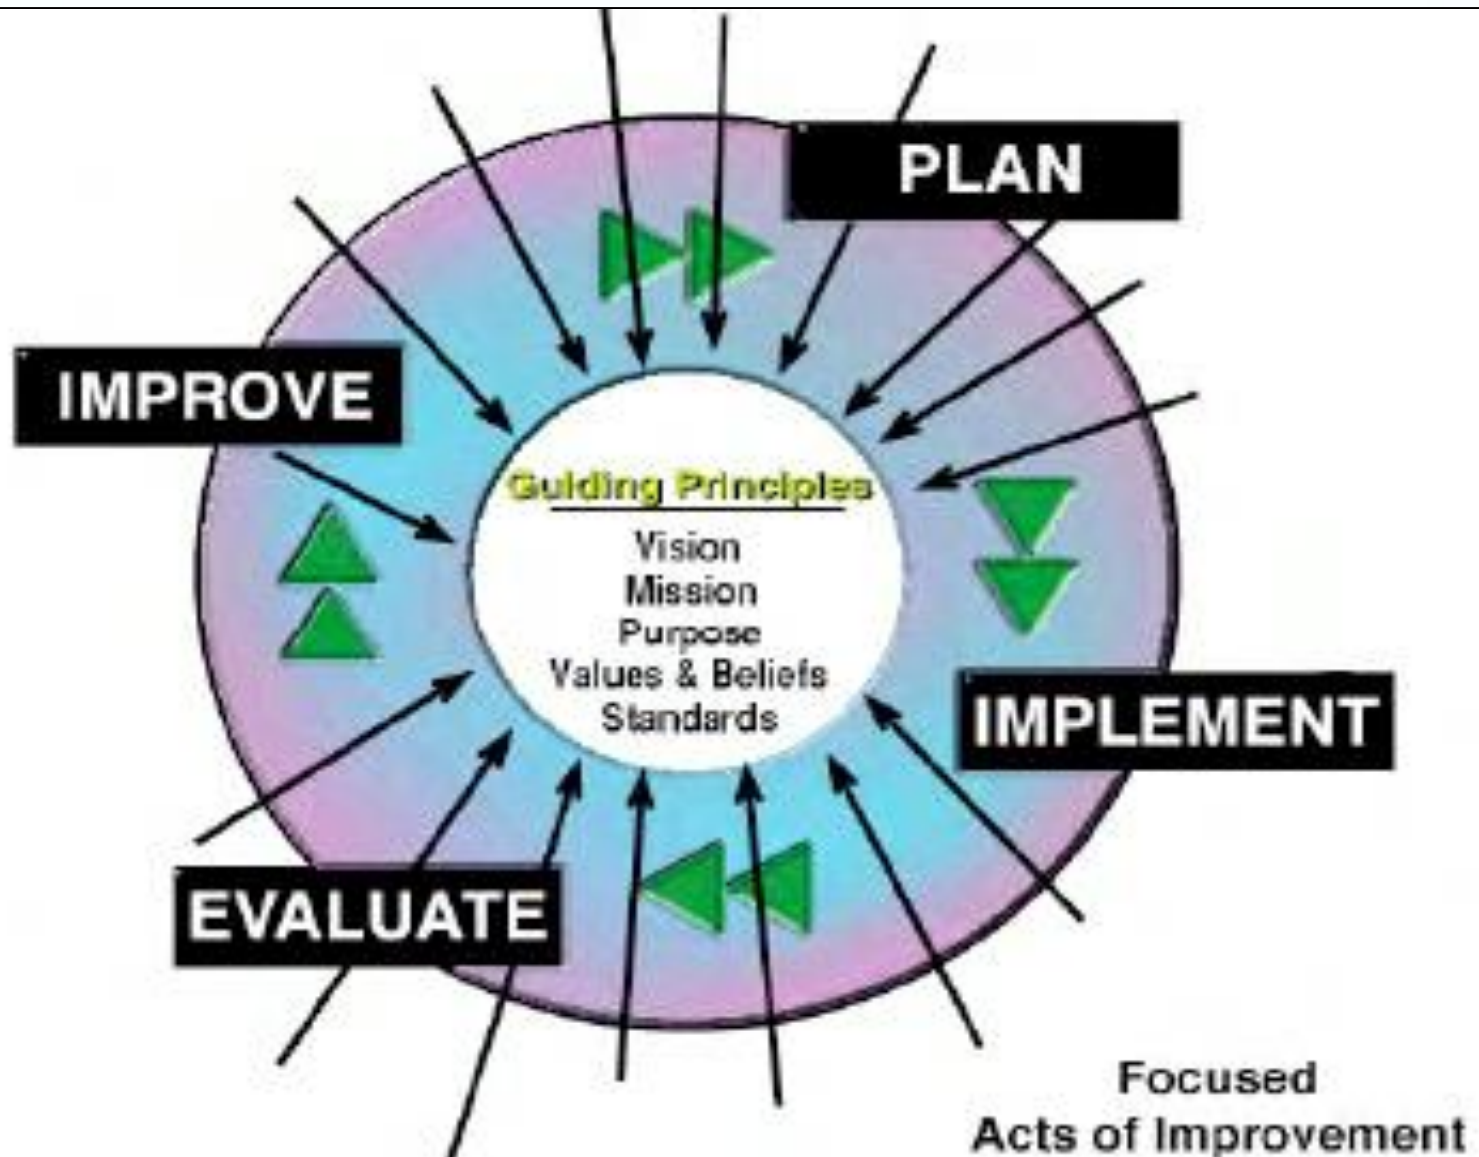 PLAN
IMPROVE
Guiding Principles
Vision
Mission
Purpose
Values & Beliefs
Standards
IMPLEMENT
EVALUATE
Focused
Acts of Improvement